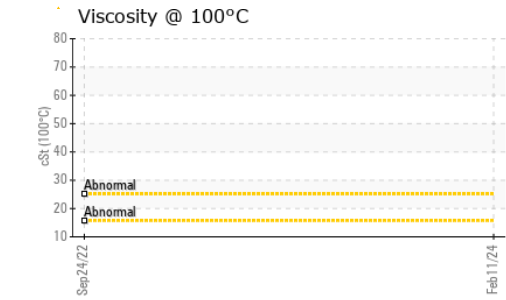 Viscosity @ 100°C
80
70
60
50
40
30
20
10
cSt (100°C)
Abnormal
Abnormal
Sep24/22
Feb11/24